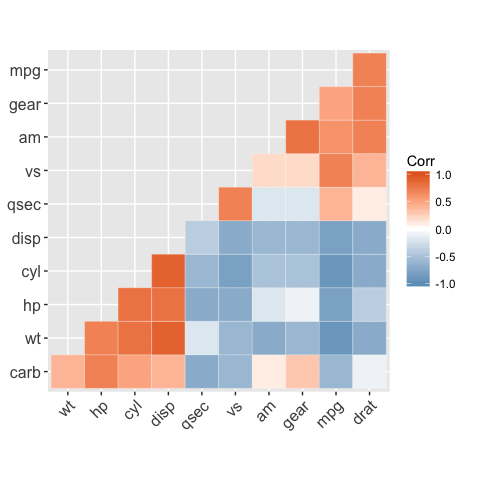 mpg
gear
am
vs
qsec
disp
cyl
hp
wt
carb
wt
hp
cyl
disp
qsec
vs
am
gear
mpg
drat
Corr
1.0
0.5
0.0
-0.5
-1.0